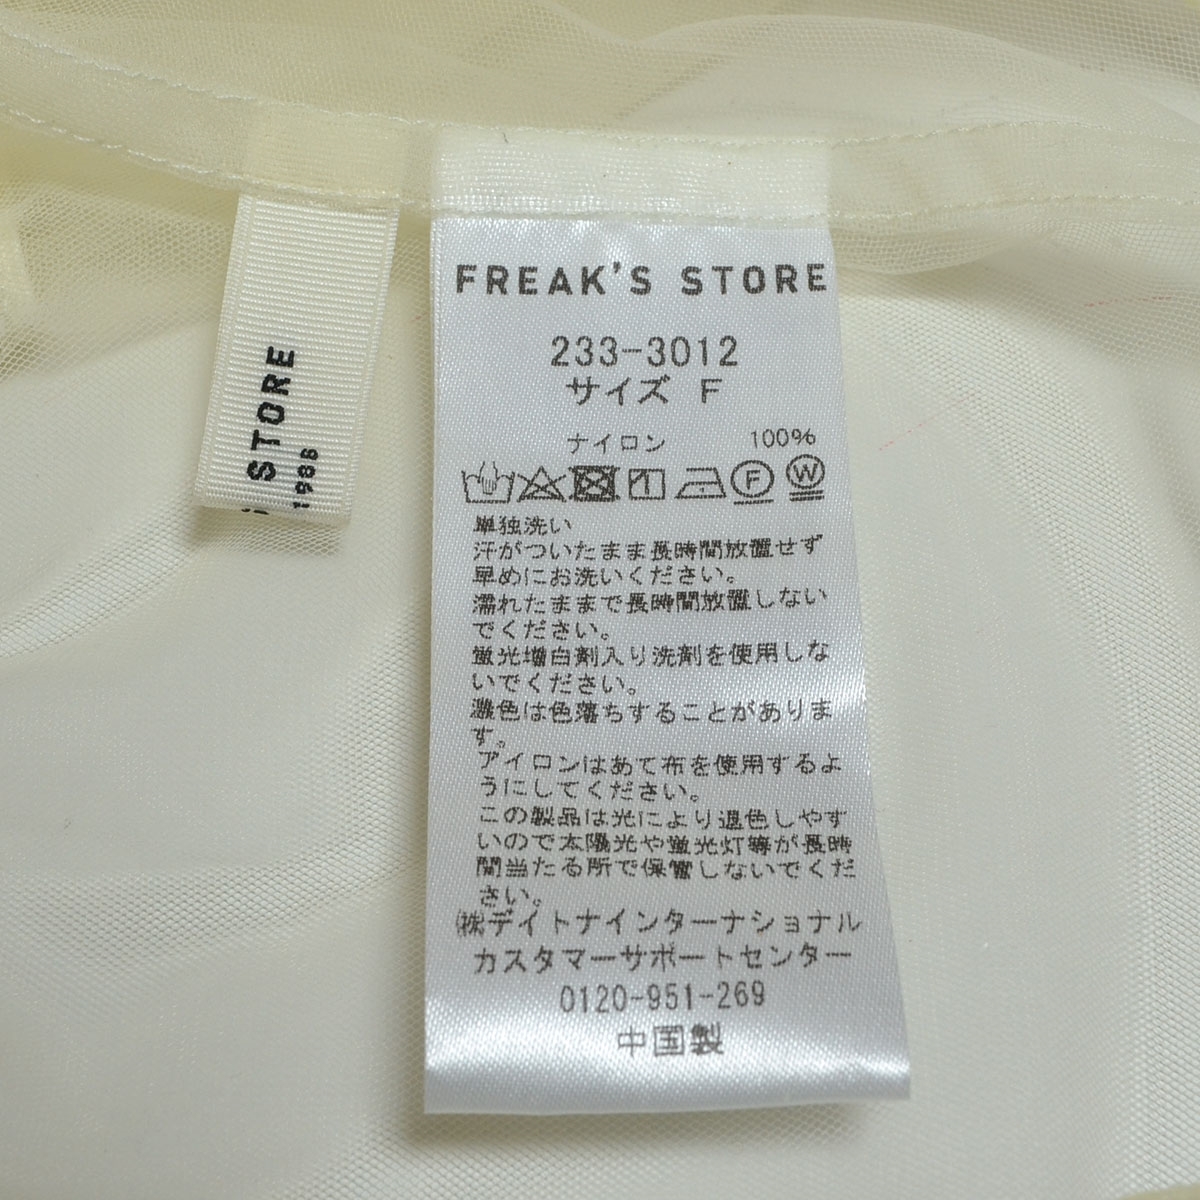 FREAK'S STORE
233-3012
サイズ F
ナイロン 100%
F W
単独洗い
汗がついたまま長時間放置せず
早めにお洗いください。
濡れたままで長時間放置しない
でください。
蛍光増白剤入り洗剤を使用しな
いでください。
濃色は色落ちすることがありま
す。
アイロンはあて布を使用するよ
うにしてください。
この製品は光により退色しやす
いので太陽光や蛍光灯等が長時
間当たる所で保管しないでくだ
さい。
㈱デイトナインターナショナル
カスタマーサポートセンター
0120-951-269
中国製
STORE
1986